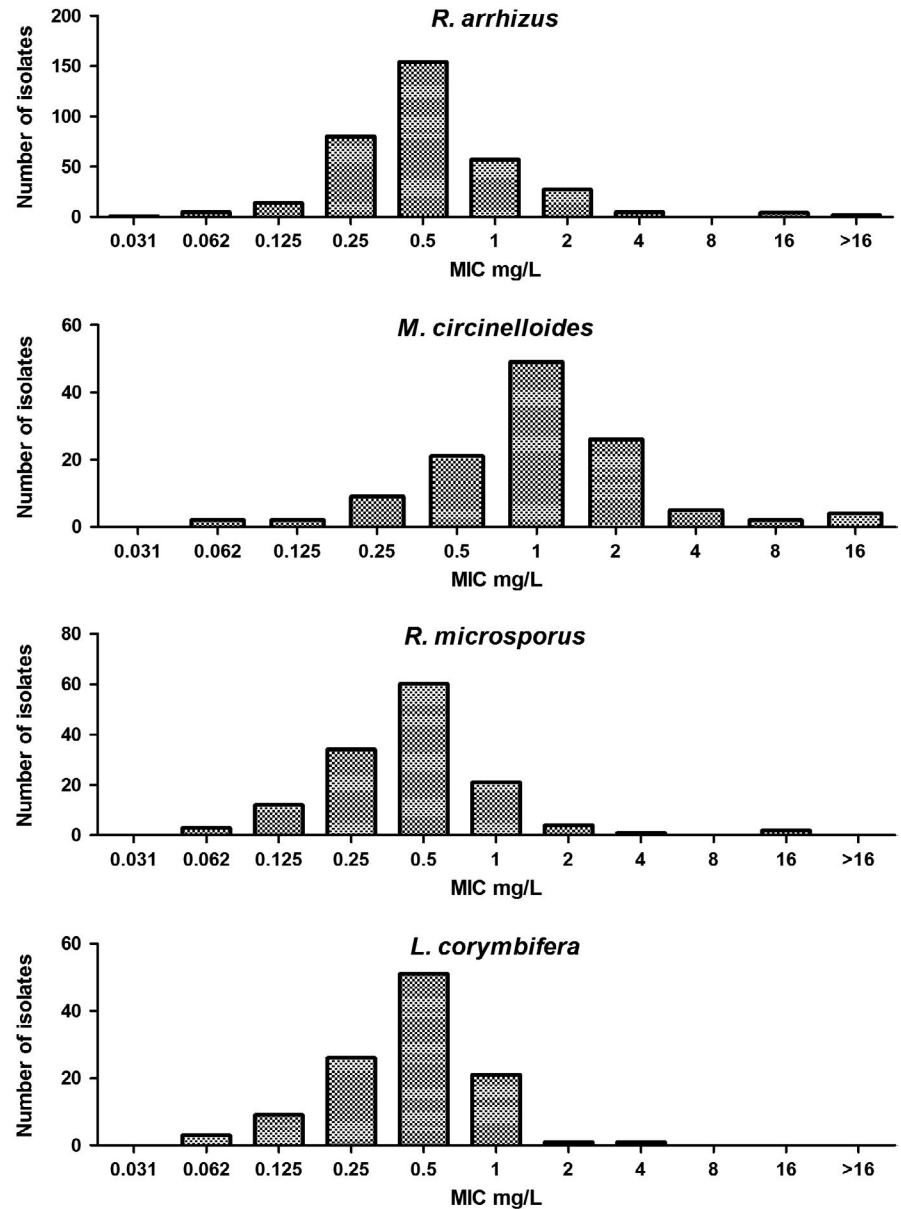 R. arrhizus
Number of isolates
200
150
100
50
0
0.031 0.062 0.125 0.25 0.5 1 2 4 8 16 >16
MIC mg/L
M. circinelloides
Number of isolates
60
40
20
0
0.031 0.062 0.125 0.25 0.5 1 2 4 8 16
MIC mg/L
R. microsporus
Number of isolates
80
60
40
20
0
0.031 0.062 0.125 0.25 0.5 1 2 4 8 16 >16
MIC mg/L
L. corymbifera
Number of isolates
60
40
20
0
0.031 0.062 0.125 0.25 0.5 1 2 4 8 16 >16
MIC mg/L